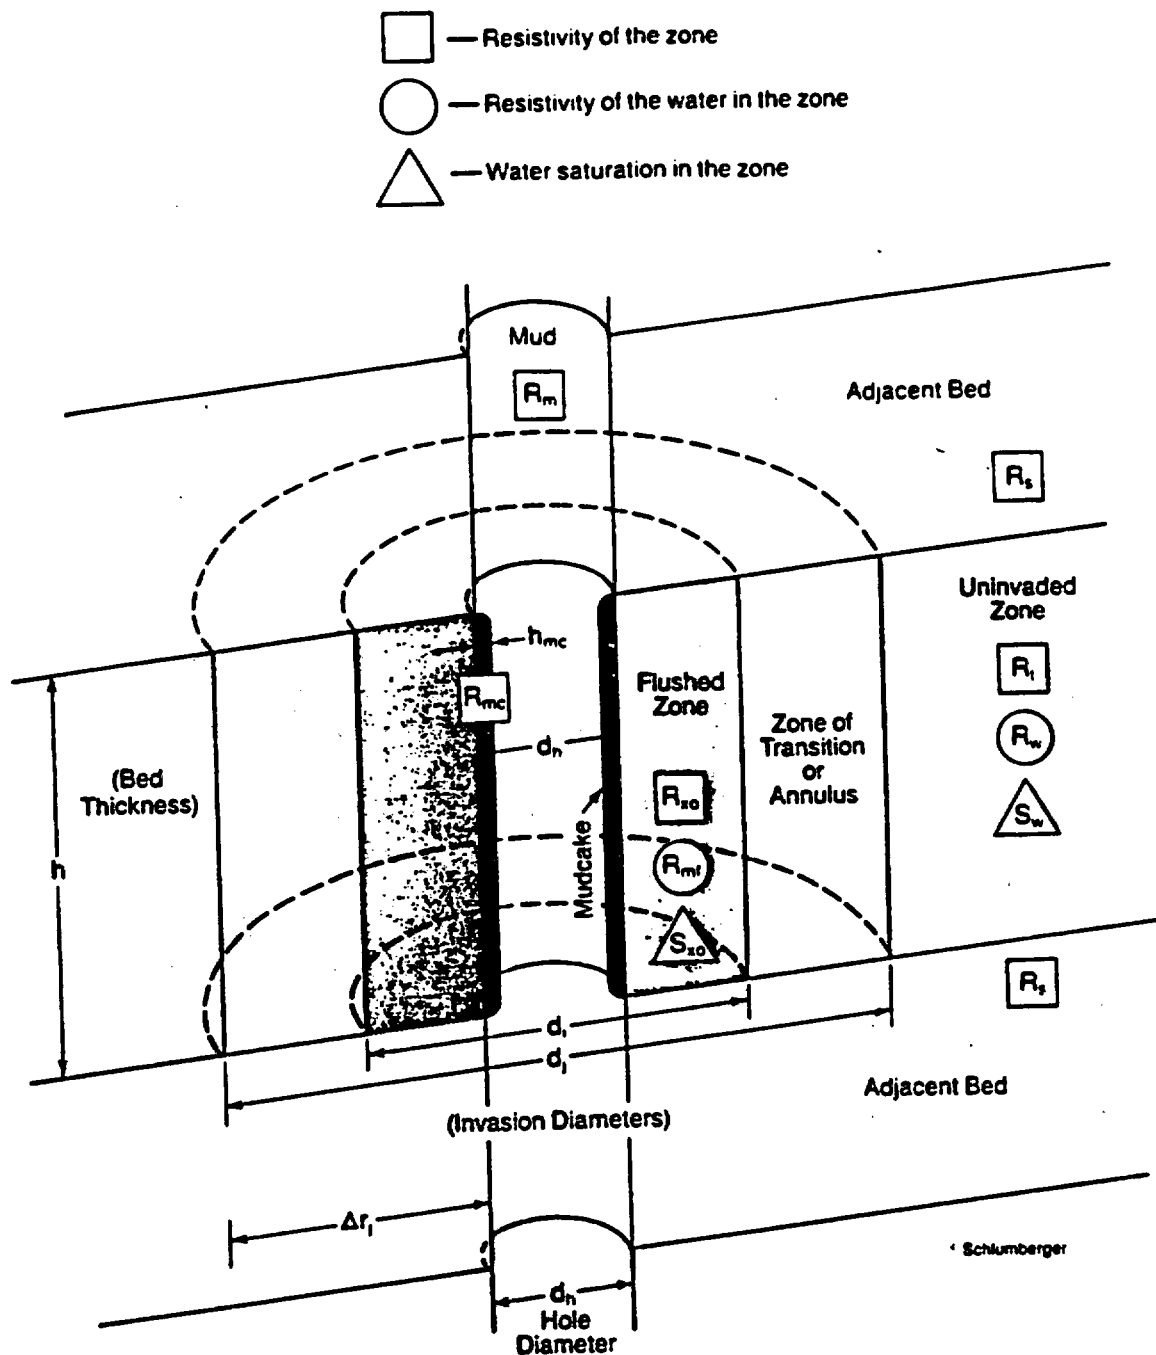 — Resistivity of the zone
— Resistivity of the water in the zone
— Water saturation in the zone
Mud
Rm
Adjacent Bed
Rs
Uninvaded
Zone
hmc
Rmc
Flushed
Zone
Rt
dh
Zone of
Transition
or
Annulus
Rw
(Bed
Thickness)
Rxo
Sw
h
Mudcake
Rmf
Sxo
Rs
di
dj
Adjacent Bed
(Invasion Diameters)
Δrj
Schlumberger
dh
Hole
Diameter